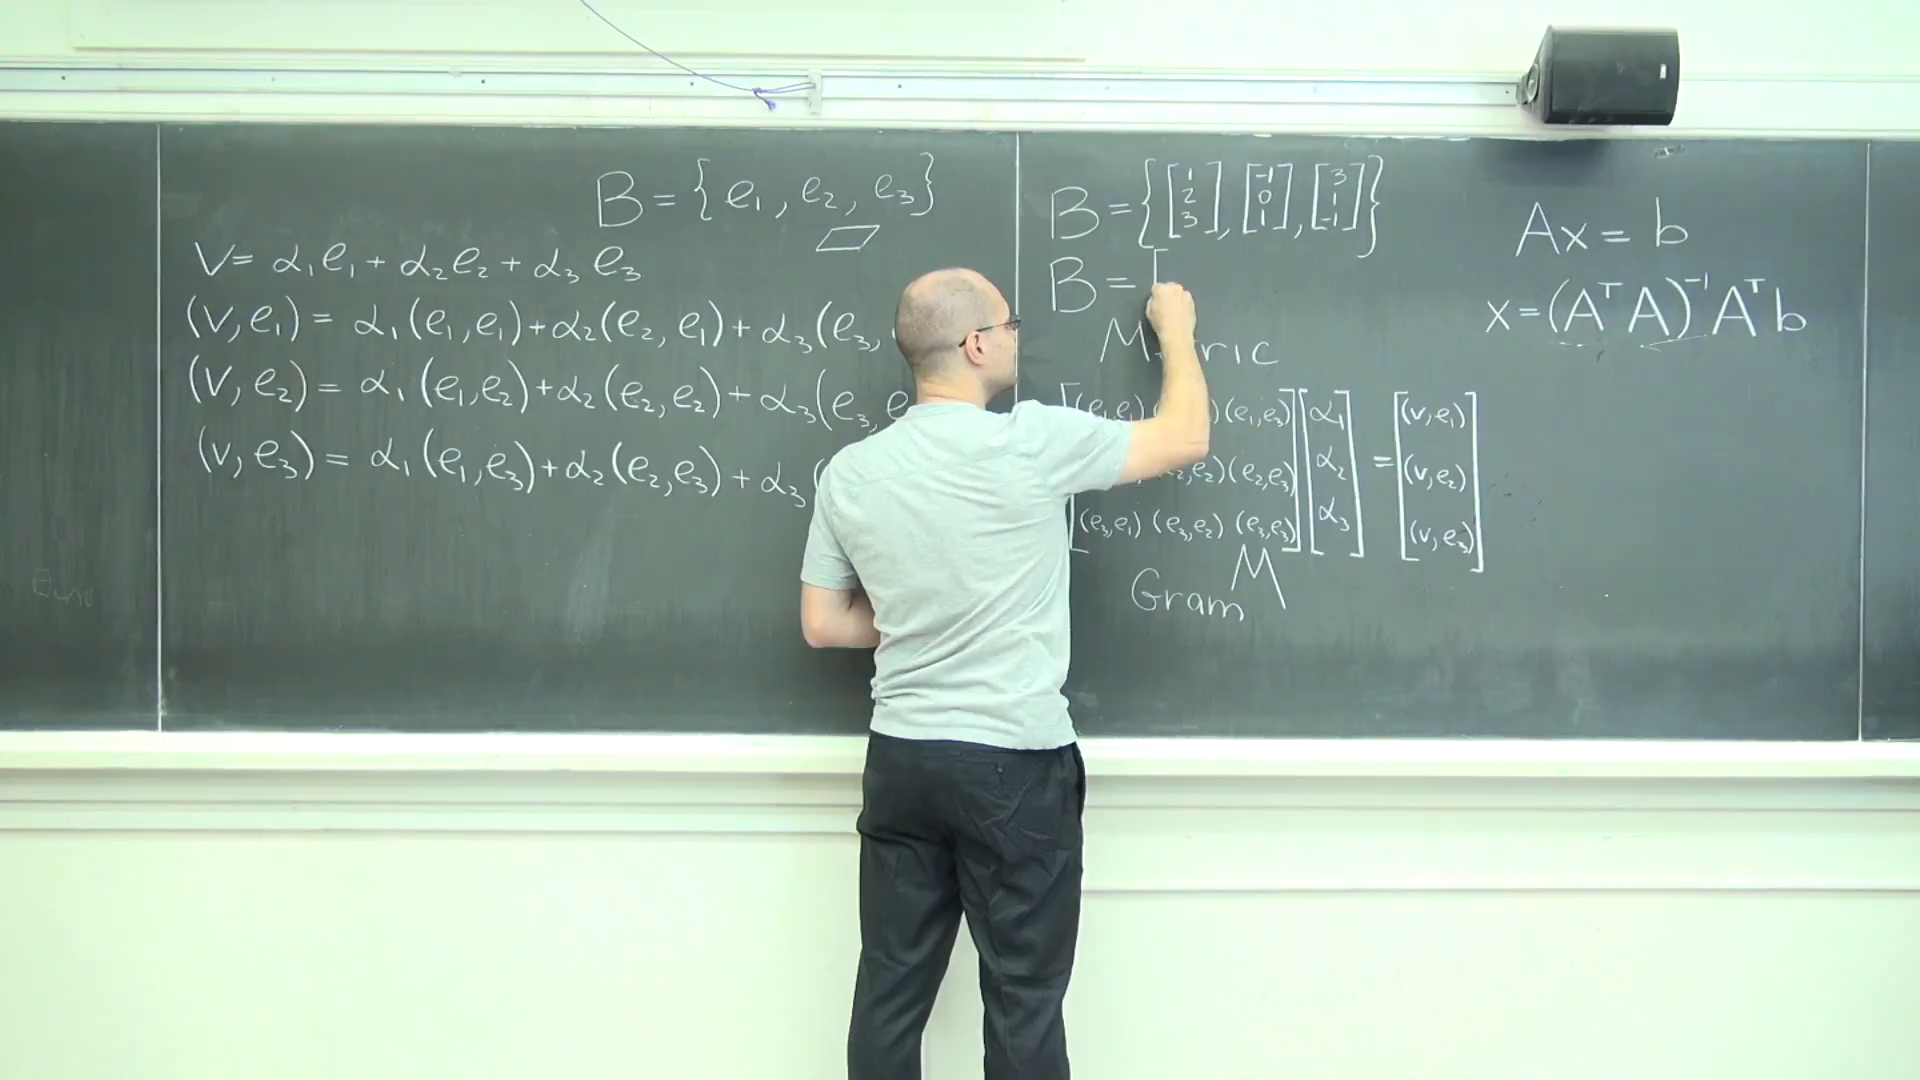 B = {e₁, e₂, e₃}
V = α₁e₁ + α₂e₂ + α₃e₃
(v, e₁) = α₁(e₁, e₁) + α₂(e₂, e₁) + α₃(e₃,
(v, e₂) = α₁(e₁, e₂) + α₂(e₂, e₂) + α₃(e₃, e
(v, e₃) = α₁(e₁, e₃) + α₂(e₂, e₃) + α₃(
B = {[1 2 3], [-1 0 1], [3 1 -1]}
B = [
M ric
[(e₁,e₁) ( )(e₁,e₃)] [α₁] [(v,e₁)]
,e₂)(e₂,e₃) [α₂] = [(v,e₂)]
(e₃,e₁) (e₃,e₂) (e₃,e₃) [α₃] [(v,e₃)]
M
Gram
Ax = b
x = (AᵀA)⁻¹Aᵀb